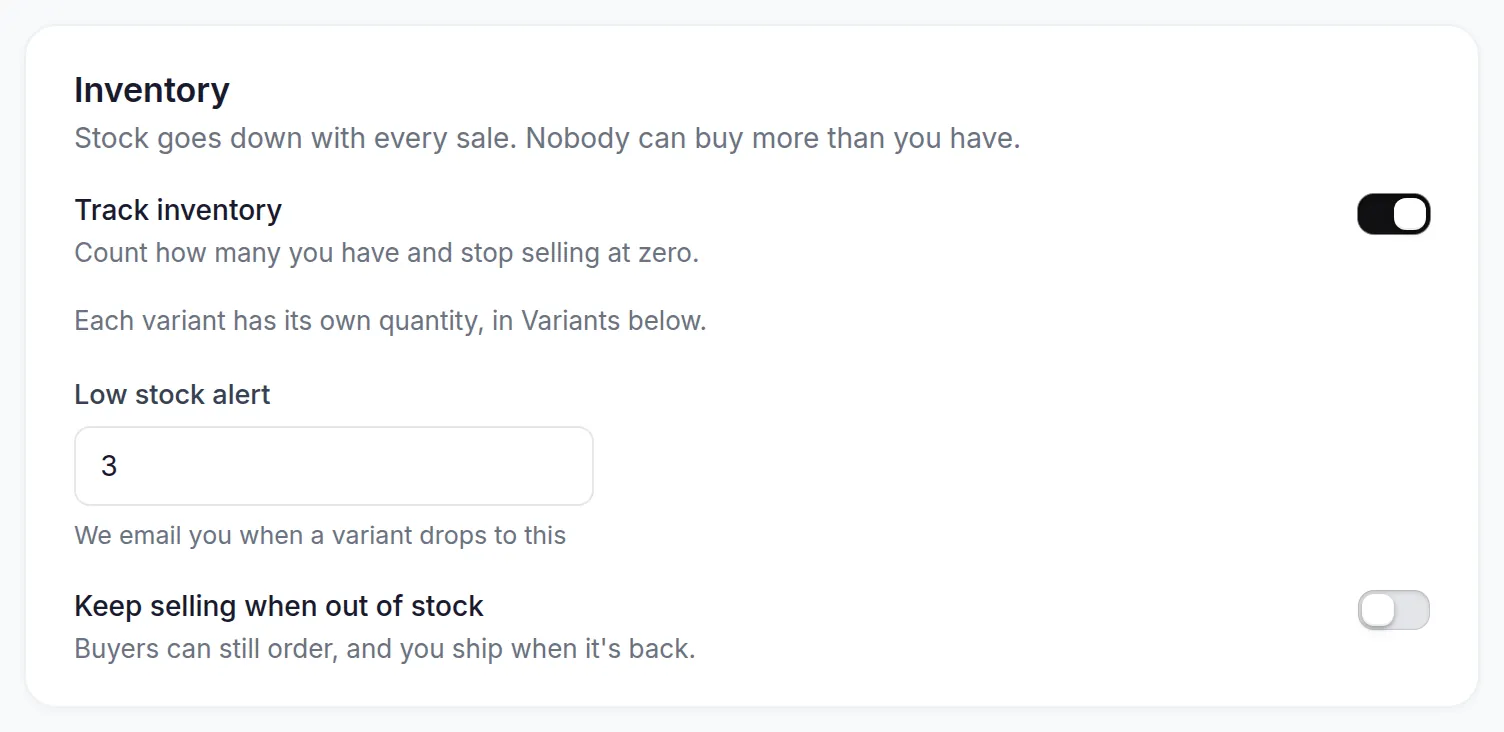 Inventory
Stock goes down with every sale. Nobody can buy more than you have.
Track inventory
Count how many you have and stop selling at zero.
Each variant has its own quantity, in Variants below.
Low stock alert
3
We email you when a variant drops to this
Keep selling when out of stock
Buyers can still order, and you ship when it's back.